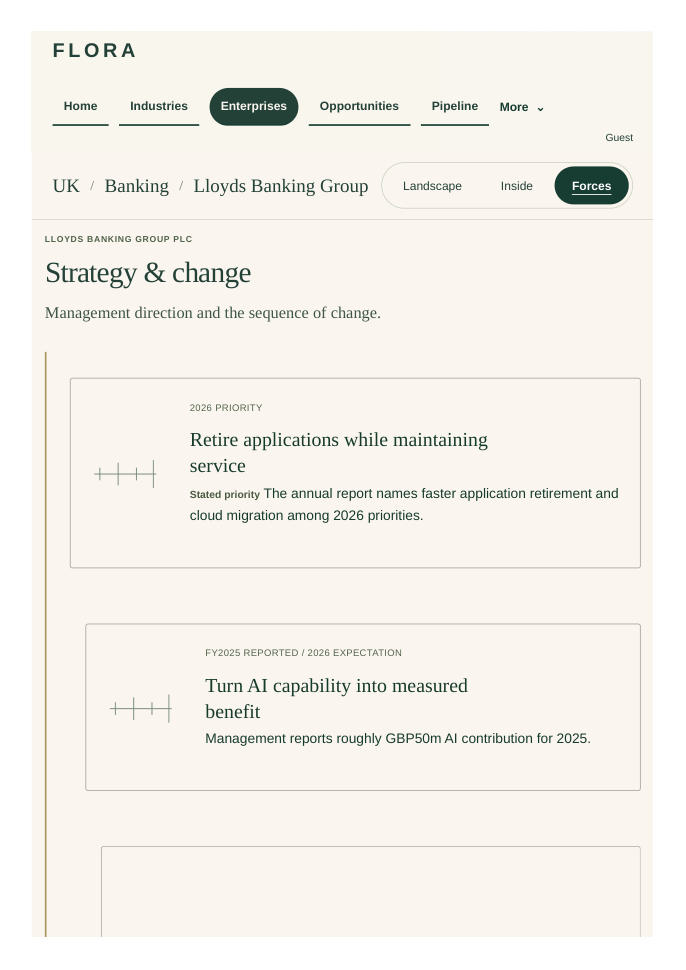 FLORA
Home Industries Enterprises Opportunities Pipeline More
Guest
UK / Banking / Lloyds Banking Group Landscape Inside Forces
LLOYDS BANKING GROUP PLC
Strategy & change
Management direction and the sequence of change.
2026 PRIORITY
Retire applications while maintaining
service
Stated priority The annual report names faster application retirement and
cloud migration among 2026 priorities.
FY2025 REPORTED / 2026 EXPECTATION
Turn AI capability into measured
benefit
Management reports roughly GBP50m AI contribution for 2025.